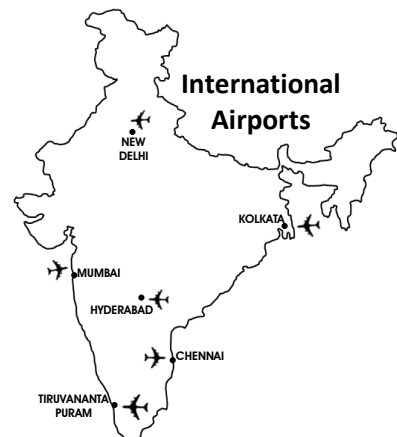 International
Airports
NEW
DELHI
KOLKATA
MUMBAI
HYDERABAD
CHENNAI
TIRUVANANTA
PURAM